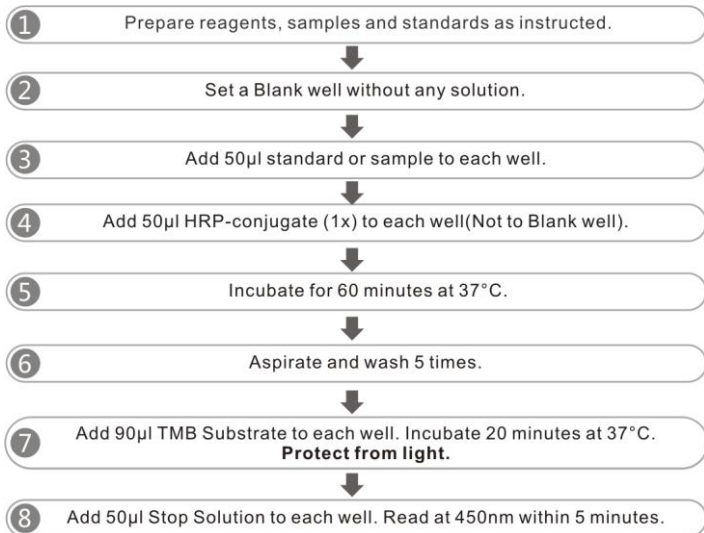 1 Prepare reagents, samples and standards as instructed.
2 Set a Blank well without any solution.
3 Add 50µl standard or sample to each well.
4 Add 50µl HRP-conjugate (1x) to each well(Not to Blank well).
5 Incubate for 60 minutes at 37°C.
6 Aspirate and wash 5 times.
7 Add 90µl TMB Substrate to each well. Incubate 20 minutes at 37°C.
Protect from light.
8 Add 50µl Stop Solution to each well. Read at 450nm within 5 minutes.